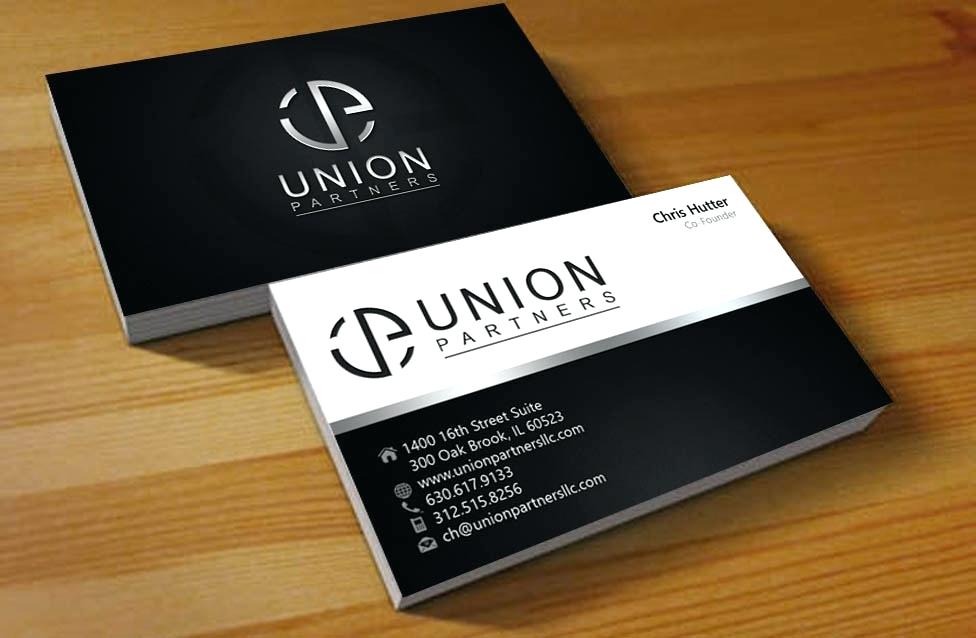 UNION
PARTNERS
Chris Hutter
Co Founder
UNION
PARTNERS
1400 16th Street Suite
300 Oak Brook, IL 60523
www.unionpartnersllc.com
630.617.9133
312.515.8256
ch@unionpartnersllc.com